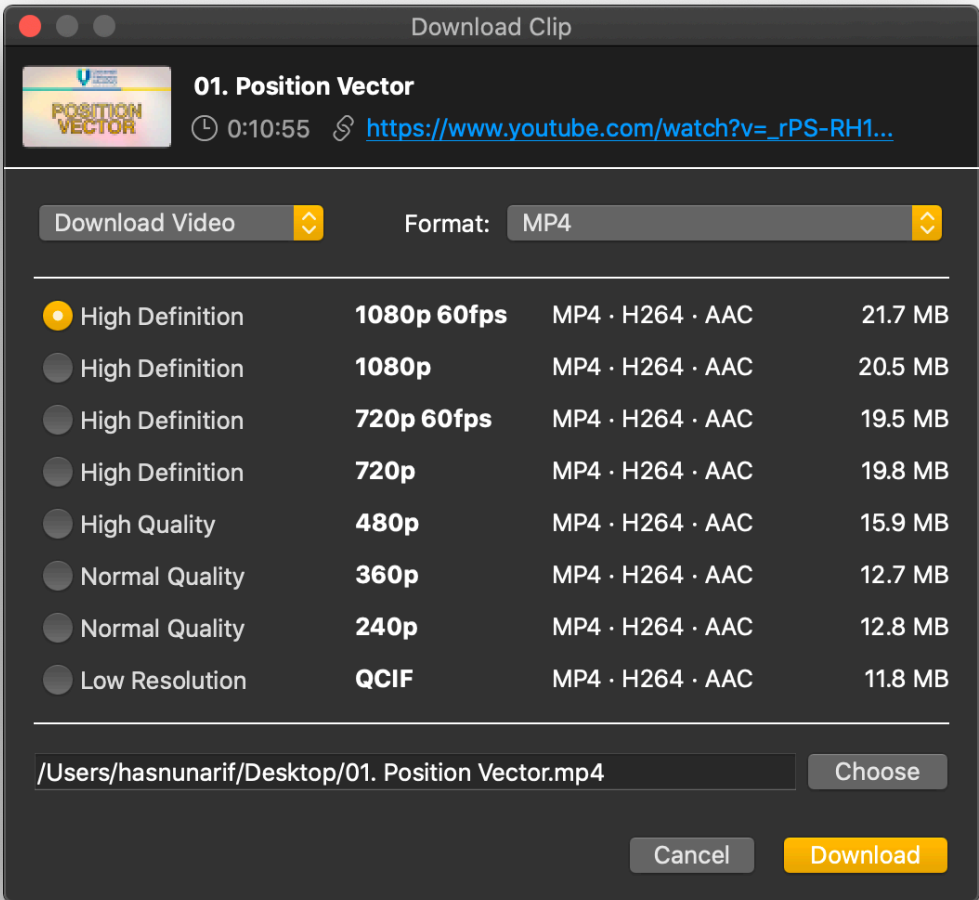 Download Clip
POSITION
VECTOR
01. Position Vector
0:10:55 https://www.youtube.com/watch?v=_rPS-RH1...
Download Video Format: MP4
High Definition 1080p 60fps MP4 · H264 · AAC 21.7 MB
High Definition 1080p MP4 · H264 · AAC 20.5 MB
High Definition 720p 60fps MP4 · H264 · AAC 19.5 MB
High Definition 720p MP4 · H264 · AAC 19.8 MB
High Quality 480p MP4 · H264 · AAC 15.9 MB
Normal Quality 360p MP4 · H264 · AAC 12.7 MB
Normal Quality 240p MP4 · H264 · AAC 12.8 MB
Low Resolution QCIF MP4 · H264 · AAC 11.8 MB
/Users/hasnunarif/Desktop/01. Position Vector.mp4 Choose
Cancel Download